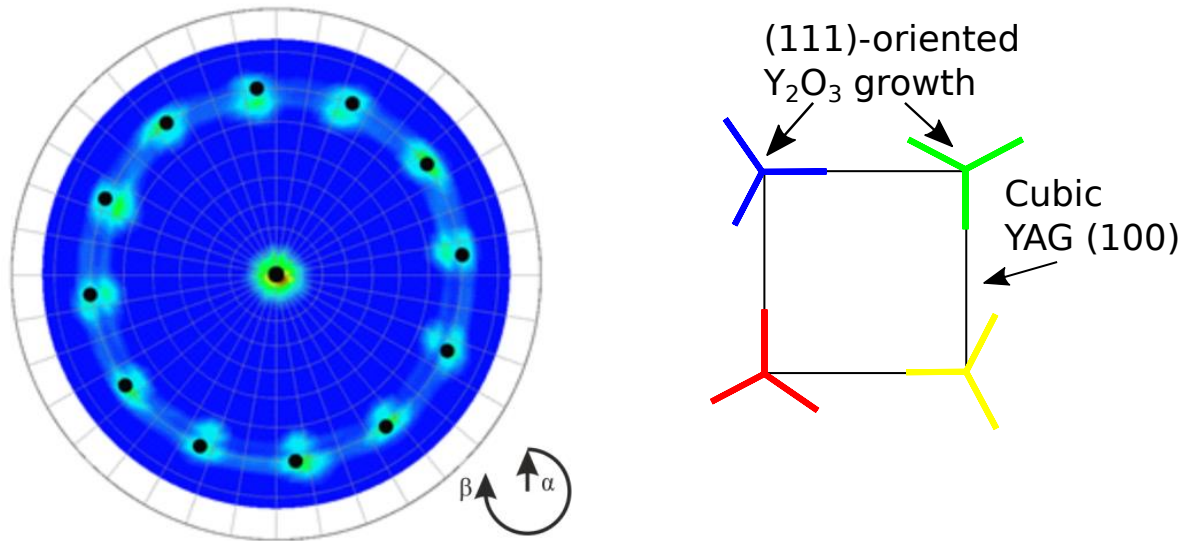 (111)-oriented
Y₂O₃ growth
Cubic
YAG (100)
β
α